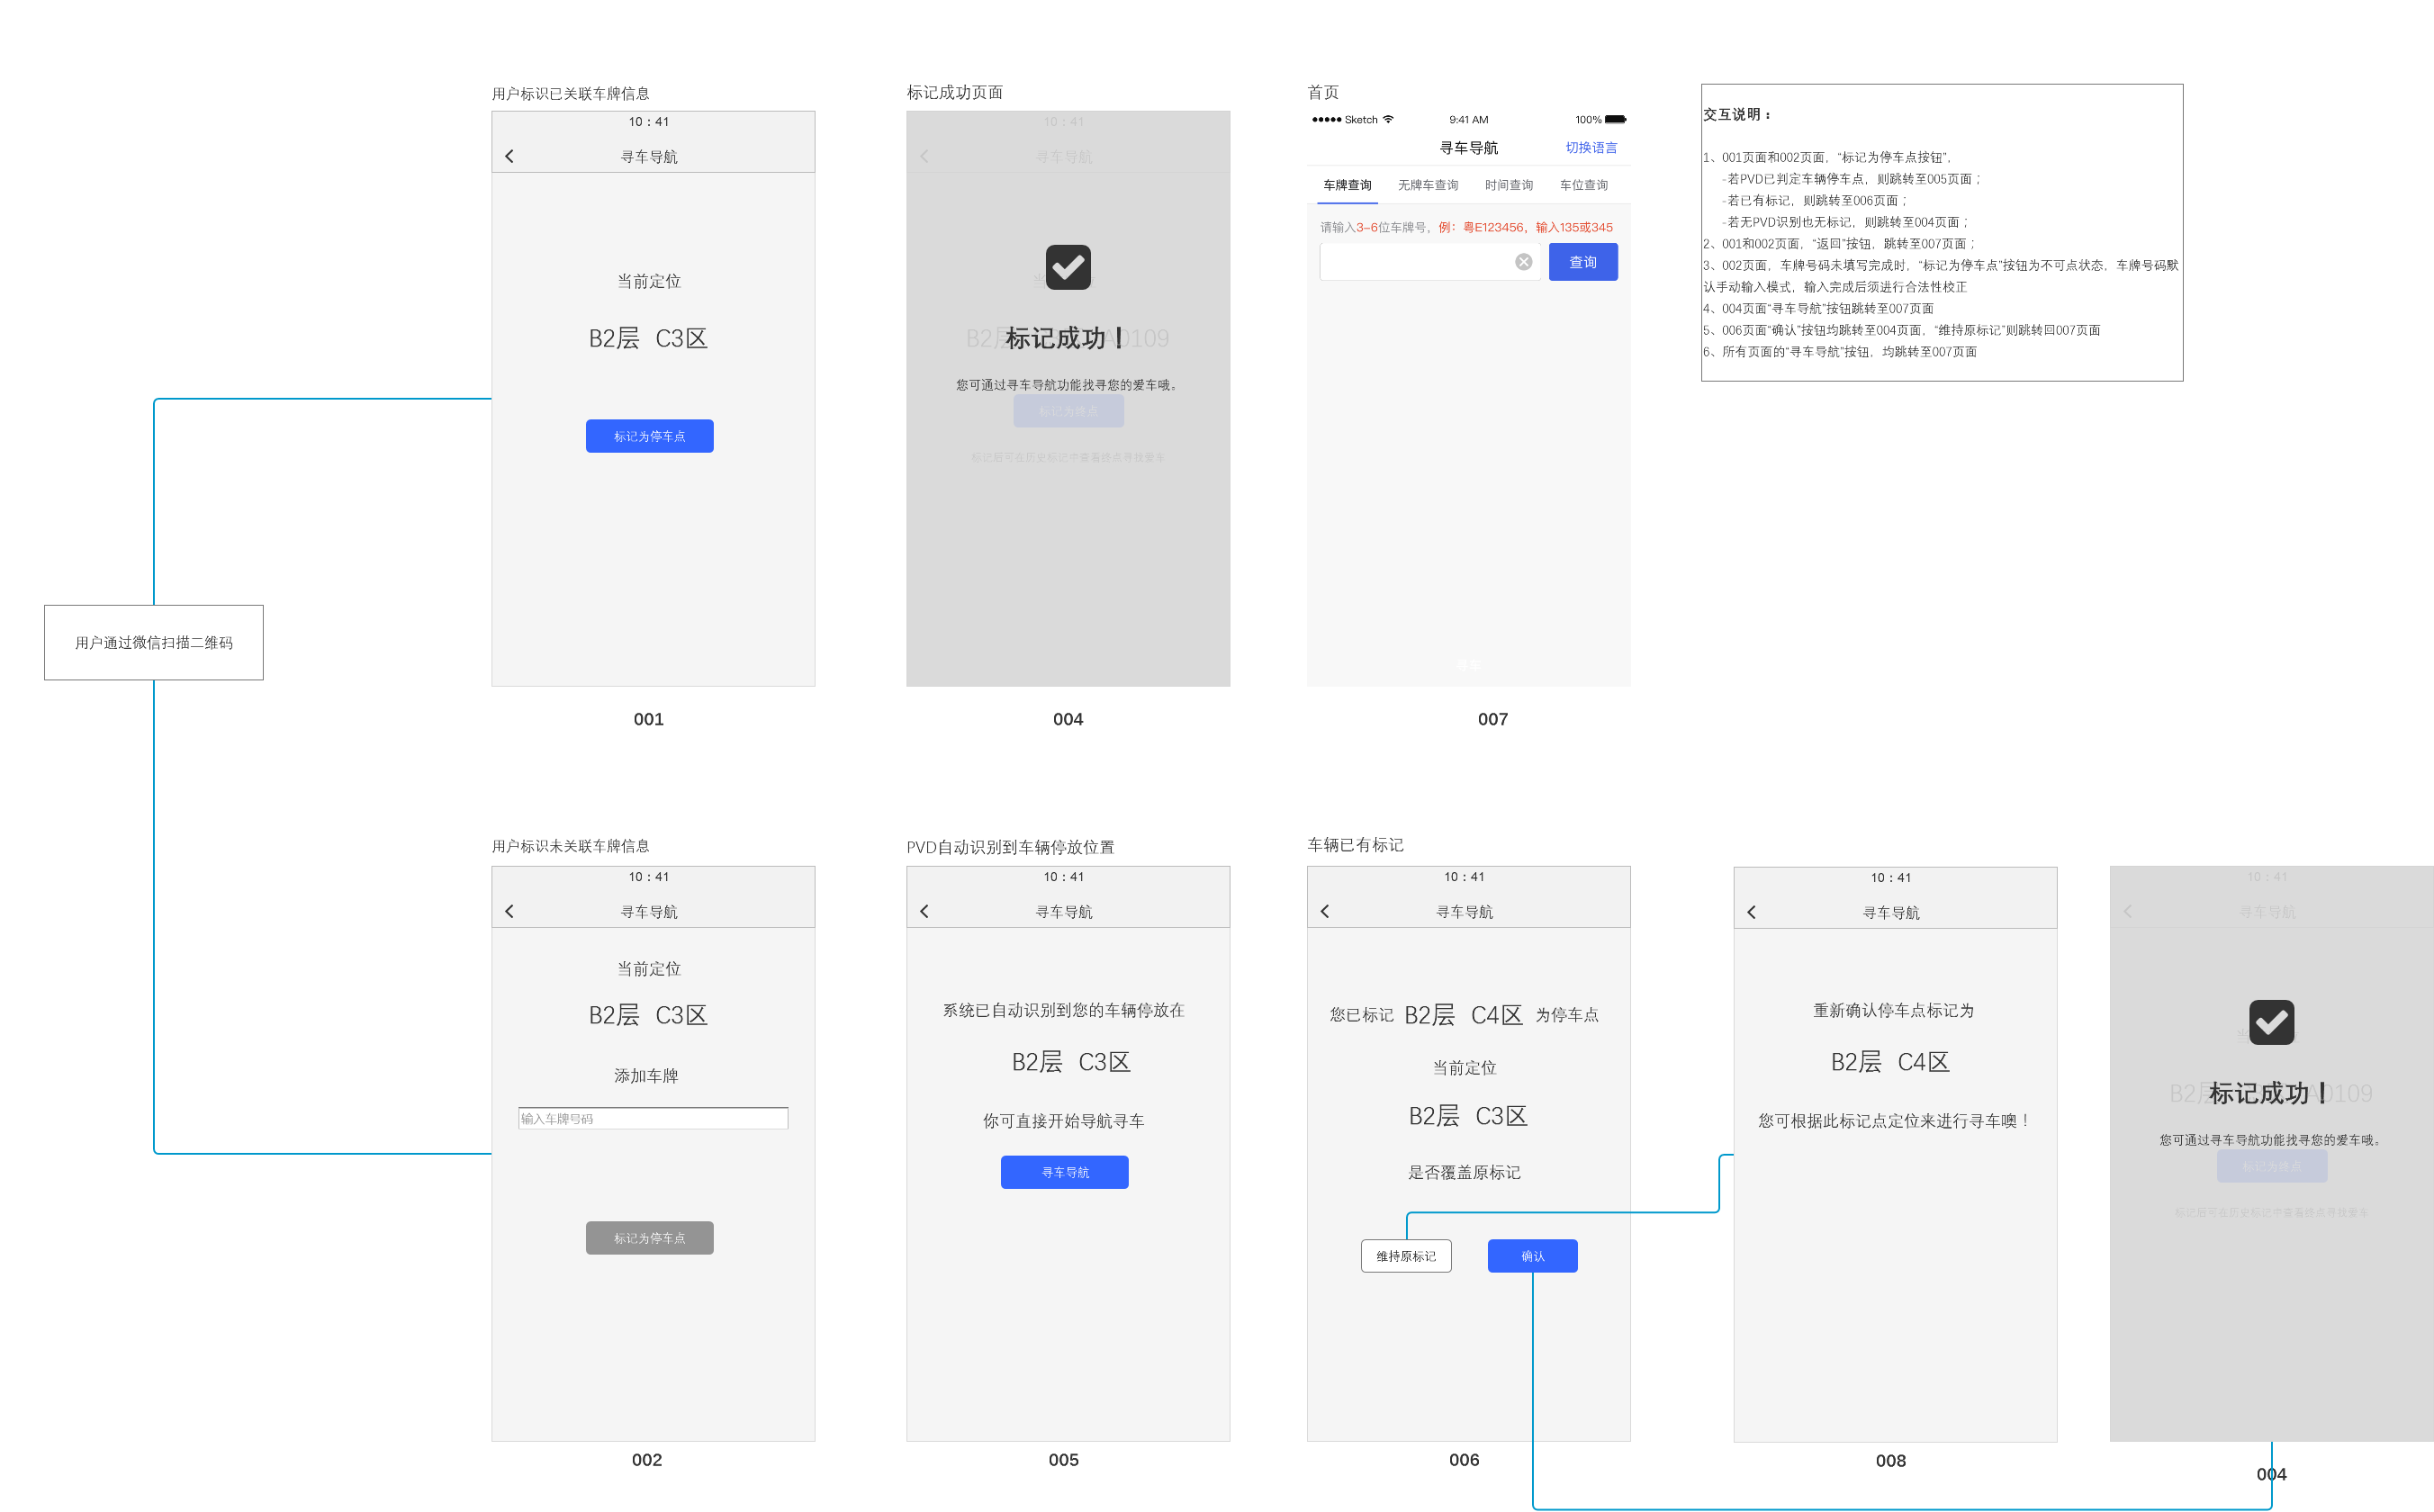 用户标识已关联车牌信息
10：41
寻车导航
当前定位
B2层 C3区
标记为停车点
001
标记成功页面
10：41
寻车导航
标记成功！
您可通过寻车导航功能找寻您的爱车哦。
标记为终点
标记后可在历史标记中查看终点寻找爱车
004
首页
Sketch 9:41 AM 100%
寻车导航 切换语言
车牌查询 无牌车查询 时间查询 车位查询
请输入3-6位车牌号，例：粤E123456，输入135或345
查询
007
交互说明：
1、001页面和002页面，“标记为停车点按钮”，
-若PVD已判定车辆停车点，则跳转至005页面；
-若已有标记，则跳转至006页面；
-若无PVD识别也无标记，则跳转至004页面；
2、001和002页面，“返回”按钮，跳转至007页面；
3、002页面，车牌号码未填写完成时，“标记为停车点”按钮为不可点状态，车牌号码默
认手动输入模式，输入完成后须进行合法性校正
4、004页面“寻车导航”按钮跳转至007页面
5、006页面“确认”按钮均跳转至004页面，“维持原标记”则跳转回007页面
6、所有页面的“寻车导航”按钮，均跳转至007页面
用户通过微信扫描二维码
用户标识未关联车牌信息
10：41
寻车导航
当前定位
B2层 C3区
添加车牌
输入车牌号码
标记为停车点
002
PVD自动识别到车辆停放位置
10：41
寻车导航
系统已自动识别到您的车辆停放在
B2层 C3区
你可直接开始导航寻车
寻车导航
005
车辆已有标记
10：41
寻车导航
您已标记 B2层 C4区 为停车点
当前定位
B2层 C3区
是否覆盖原标记
维持原标记 确认
006
10：41
寻车导航
重新确认停车点标记为
B2层 C4区
您可根据此标记点定位来进行寻车噢！
008
10：41
寻车导航
标记成功！
您可通过寻车导航功能找寻您的爱车哦。
标记为终点
标记后可在历史标记中查看终点寻找爱车
004